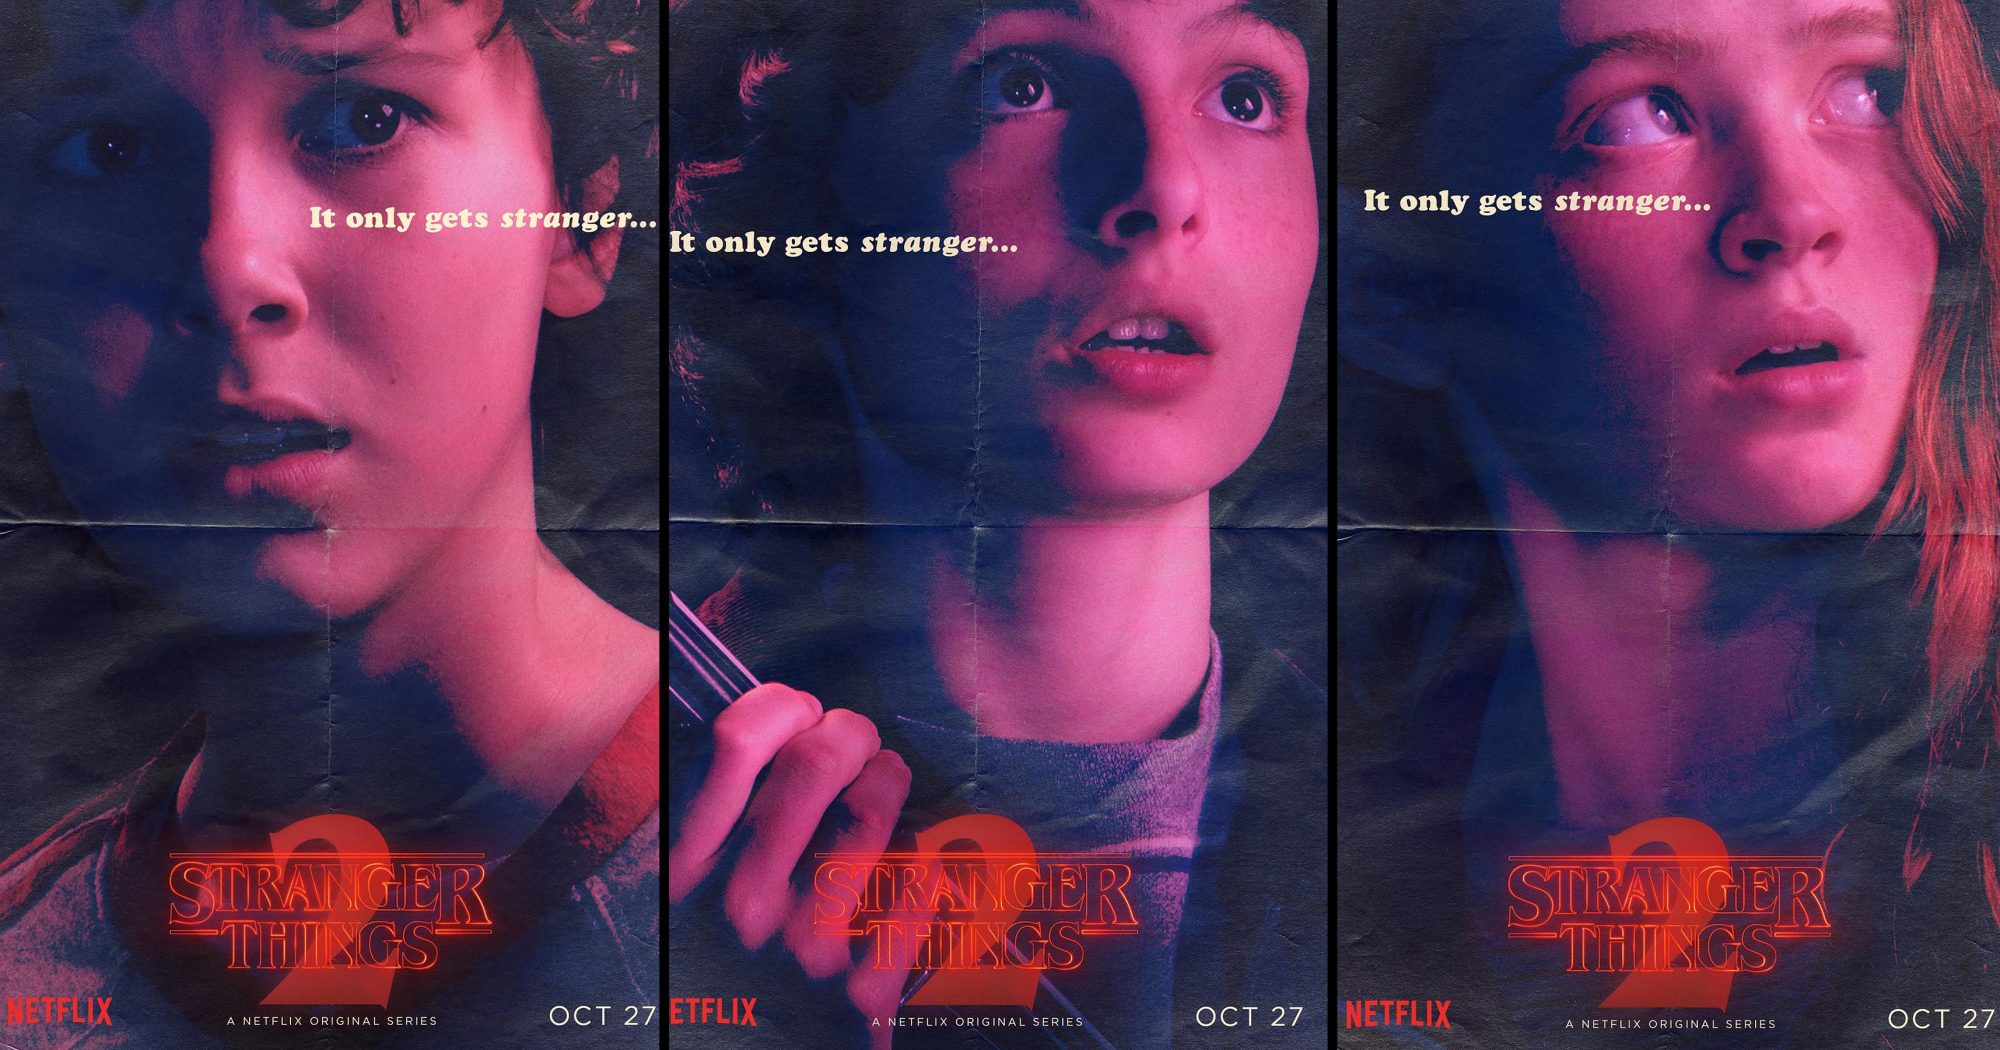 It only gets stranger...
2
STRANGER
THINGS
NETFLIX
A NETFLIX ORIGINAL SERIES
OCT 27
It only gets stranger...
2
STRANGER
THINGS
ETFLIX
A NETFLIX ORIGINAL SERIES
OCT 27
It only gets stranger...
2
STRANGER
THINGS
NETFLIX
A NETFLIX ORIGINAL SERIES
OCT 27